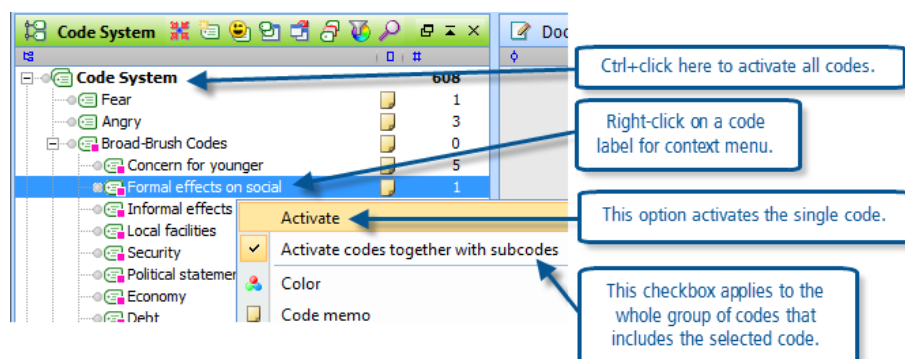 Code System
Doc
Code System 608
Fear 1
Angry 3
Broad-Brush Codes 0
Concern for younger 5
Formal effects on social 1
Informal effects
Local facilities
Security
Political statemen
Economy
Debt
Activate
Activate codes together with subcodes
Color
Code memo
Ctrl+click here to activate all codes.
Right-click on a code
label for context menu.
This option activates the single code.
This checkbox applies to the
whole group of codes that
includes the selected code.